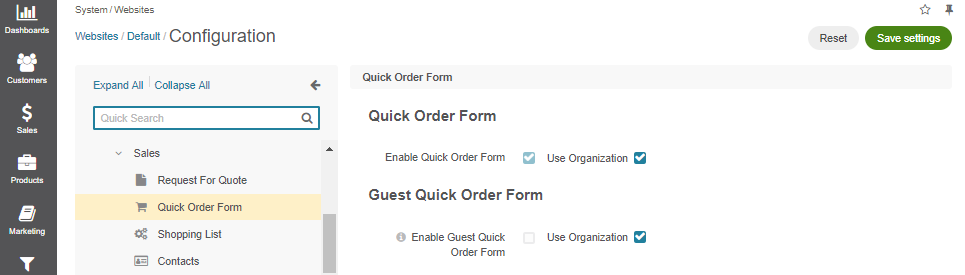 System / Websites
Websites / Default / Configuration
Reset
Save settings
Dashboards
Customers
Sales
Products
Marketing
Expand All
Collapse All
Quick Search
Sales
Request For Quote
Quick Order Form
Shopping List
Contacts
Quick Order Form
Quick Order Form
Enable Quick Order Form
Use Organization
Guest Quick Order Form
Enable Guest Quick
Order Form
Use Organization